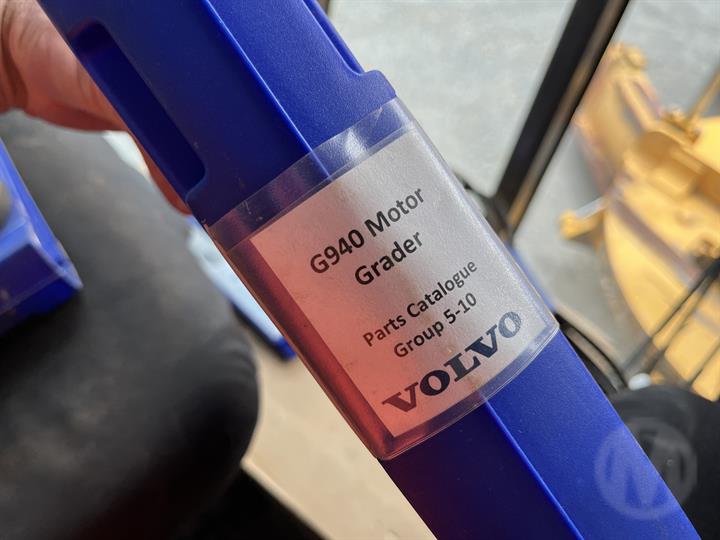 G940 Motor
Grader
Parts Catalogue
Group 5-10
VOLVO
M